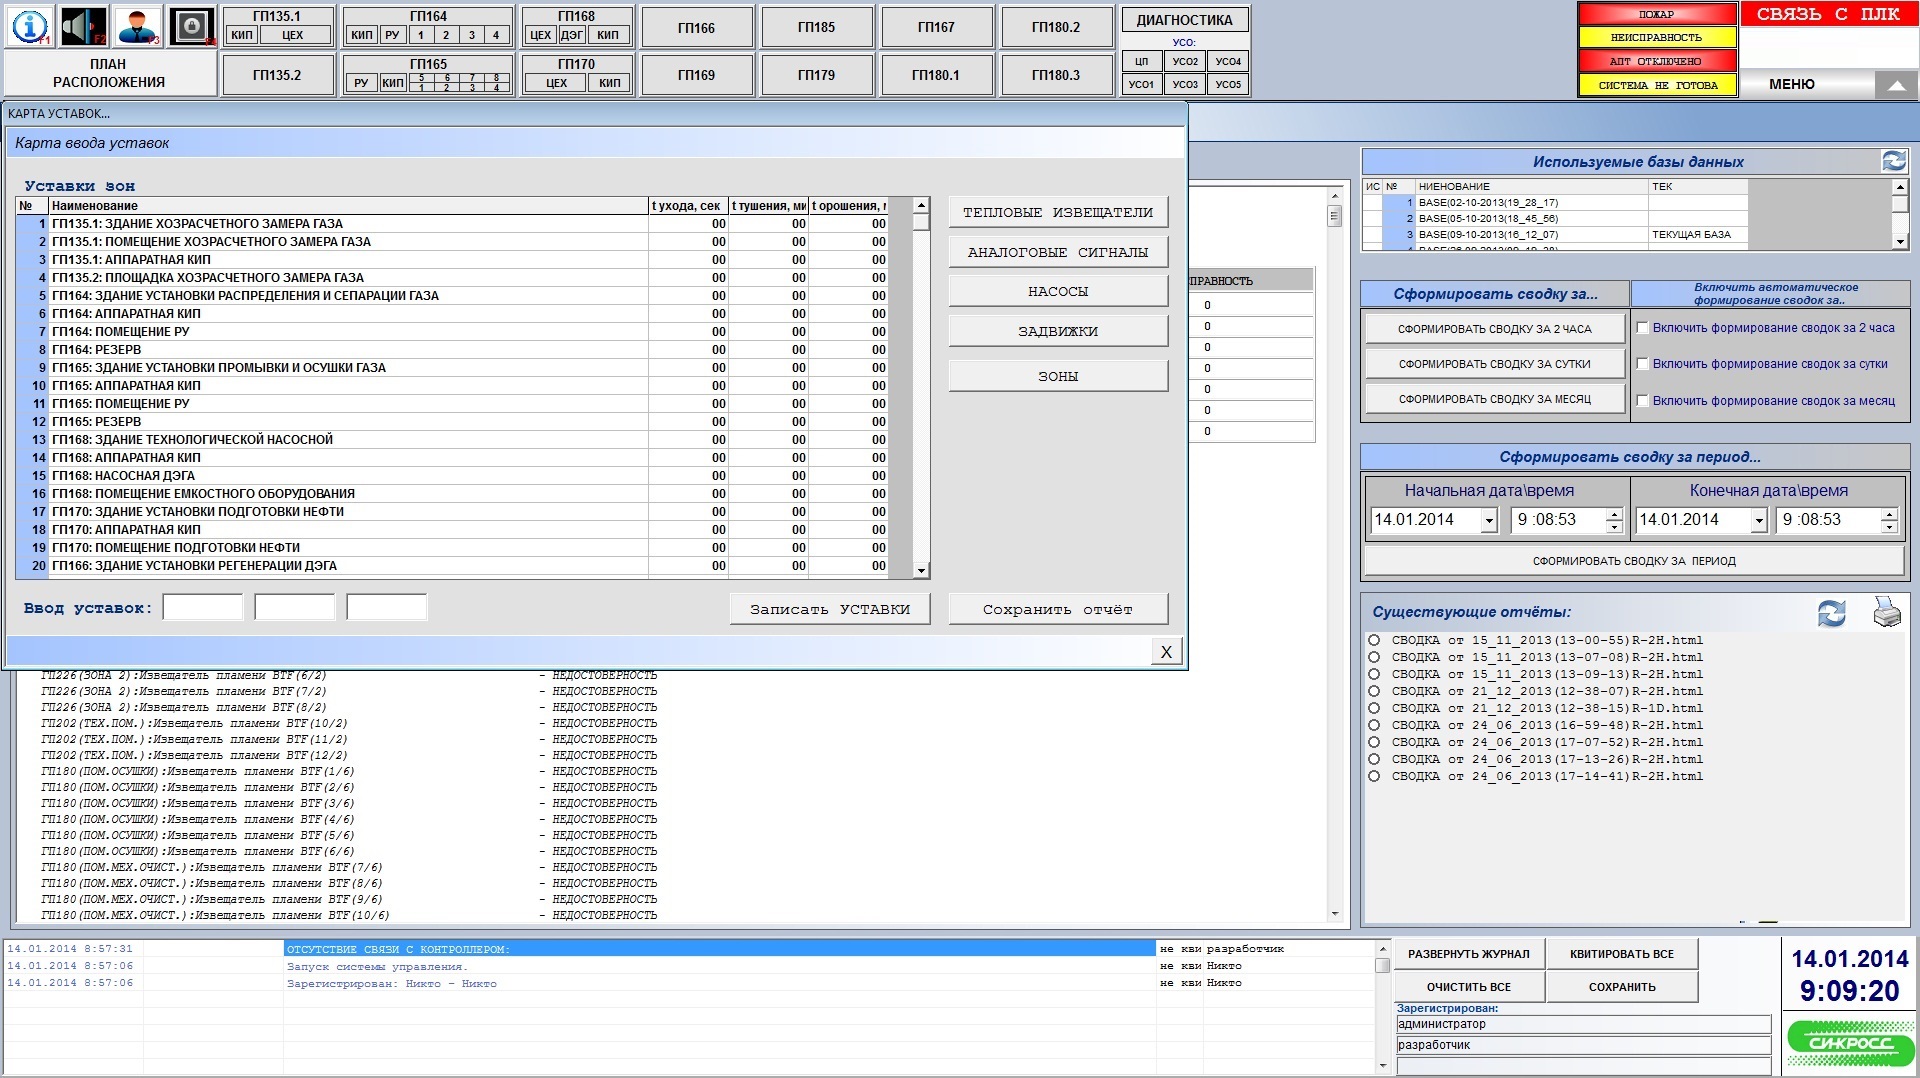 F1
F2
F3
ПЛАН
РАСПОЛОЖЕНИЯ
ГП135.1
КИП ЦЕХ
ГП135.2
ГП164
КИП РУ 1 2 3 4
ГП165
РУ КИП 5 6 7 8
1 2 3 4
ГП168
ЦЕХ ДЭГ КИП
ГП170
ЦЕХ КИП
ГП166
ГП169
ГП185
ГП179
ГП167
ГП180.1
ГП180.2
ГП180.3
ДИАГНОСТИКА
УСО:
ЦП УСО2 УСО4
УСО1 УСО3 УСО5
ПОЖАР
НЕИСПРАВНОСТЬ
АПТ ОТКЛЮЧЕНО
СИСТЕМА НЕ ГОТОВА
СВЯЗЬ С ПЛК
МЕНЮ
КАРТА УСТАВОК...
Карта ввода уставок
Уставки зон
№ Наименование t ухода, сек t тушения, ми t орошения, м
1 ГП135.1: ЗДАНИЕ ХОЗРАСЧЕТНОГО ЗАМЕРА ГАЗА 00 00 00
2 ГП135.1: ПОМЕЩЕНИЕ ХОЗРАСЧЕТНОГО ЗАМЕРА ГАЗА 00 00 00
3 ГП135.1: АППАРАТНАЯ КИП 00 00 00
4 ГП135.2: ПЛОЩАДКА ХОЗРАСЧЕТНОГО ЗАМЕРА ГАЗА 00 00 00
5 ГП164: ЗДАНИЕ УСТАНОВКИ РАСПРЕДЕЛЕНИЯ И СЕПАРАЦИИ ГАЗА 00 00 00
6 ГП164: АППАРАТНАЯ КИП 00 00 00
7 ГП164: ПОМЕЩЕНИЕ РУ 00 00 00
8 ГП164: РЕЗЕРВ 00 00 00
9 ГП165: ЗДАНИЕ УСТАНОВКИ ПРОМЫВКИ И ОСУШКИ ГАЗА 00 00 00
10 ГП165: АППАРАТНАЯ КИП 00 00 00
11 ГП165: ПОМЕЩЕНИЕ РУ 00 00 00
12 ГП165: РЕЗЕРВ 00 00 00
13 ГП168: ЗДАНИЕ ТЕХНОЛОГИЧЕСКОЙ НАСОСНОЙ 00 00 00
14 ГП168: АППАРАТНАЯ КИП 00 00 00
15 ГП168: НАСОСНАЯ ДЭГА 00 00 00
16 ГП168: ПОМЕЩЕНИЕ ЕМКОСТНОГО ОБОРУДОВАНИЯ 00 00 00
17 ГП170: ЗДАНИЕ УСТАНОВКИ ПОДГОТОВКИ НЕФТИ 00 00 00
18 ГП170: АППАРАТНАЯ КИП 00 00 00
19 ГП170: ПОМЕЩЕНИЕ ПОДГОТОВКИ НЕФТИ 00 00 00
20 ГП166: ЗДАНИЕ УСТАНОВКИ РЕГЕНЕРАЦИИ ДЭГА 00 00 00
ТЕПЛОВЫЕ ИЗВЕЩАТЕЛИ
АНАЛОГОВЫЕ СИГНАЛЫ
НАСОСЫ
ЗАДВИЖКИ
ЗОНЫ
Ввод уставок:
Записать УСТАВКИ
Сохранить отчёт
X
ПРАВНОСТЬ
0
0
0
0
0
0
0
ГП226(ЗОНА 2):Извещатель пламени BTF(6/2) - НЕДОСТОВЕРНОСТЬ
ГП226(ЗОНА 2):Извещатель пламени BTF(7/2) - НЕДОСТОВЕРНОСТЬ
ГП226(ЗОНА 2):Извещатель пламени BTF(8/2) - НЕДОСТОВЕРНОСТЬ
ГП202(ТЕХ.ПОМ.):Извещатель пламени BTF(10/2) - НЕДОСТОВЕРНОСТЬ
ГП202(ТЕХ.ПОМ.):Извещатель пламени BTF(11/2) - НЕДОСТОВЕРНОСТЬ
ГП202(ТЕХ.ПОМ.):Извещатель пламени BTF(12/2) - НЕДОСТОВЕРНОСТЬ
ГП180(ПОМ.ОСУШКИ):Извещатель пламени BTF(1/6) - НЕДОСТОВЕРНОСТЬ
ГП180(ПОМ.ОСУШКИ):Извещатель пламени BTF(2/6) - НЕДОСТОВЕРНОСТЬ
ГП180(ПОМ.ОСУШКИ):Извещатель пламени BTF(3/6) - НЕДОСТОВЕРНОСТЬ
ГП180(ПОМ.ОСУШКИ):Извещатель пламени BTF(4/6) - НЕДОСТОВЕРНОСТЬ
ГП180(ПОМ.ОСУШКИ):Извещатель пламени BTF(5/6) - НЕДОСТОВЕРНОСТЬ
ГП180(ПОМ.ОСУШКИ):Извещатель пламени BTF(6/6) - НЕДОСТОВЕРНОСТЬ
ГП180(ПОМ.МЕХ.ОЧИСТ.):Извещатель пламени BTF(7/6) - НЕДОСТОВЕРНОСТЬ
ГП180(ПОМ.МЕХ.ОЧИСТ.):Извещатель пламени BTF(8/6) - НЕДОСТОВЕРНОСТЬ
ГП180(ПОМ.МЕХ.ОЧИСТ.):Извещатель пламени BTF(9/6) - НЕДОСТОВЕРНОСТЬ
ГП180(ПОМ.МЕХ.ОЧИСТ.):Извещатель пламени BTF(10/6) - НЕДОСТОВЕРНОСТЬ
Используемые базы данных
ИС № НИЕНОВАНИЕ ТЕК
1 BASE(02-10-2013(19_28_17)
2 BASE(05-10-2013(18_45_56)
3 BASE(09-10-2013(16_12_07) ТЕКУЩАЯ БАЗА
Сформировать сводку за...
Включить автоматическое
формирование сводок за..
СФОРМИРОВАТЬ СВОДКУ ЗА 2 ЧАСА
СФОРМИРОВАТЬ СВОДКУ ЗА СУТКИ
СФОРМИРОВАТЬ СВОДКУ ЗА МЕСЯЦ
Включить формирование сводок за 2 часа
Включить формирование сводок за сутки
Включить формирование сводок за месяц
Сформировать сводку за период...
Начальная дата\время Конечная дата\время
14.01.2014 9 :08:53 14.01.2014 9 :08:53
СФОРМИРОВАТЬ СВОДКУ ЗА ПЕРИОД
Существующие отчёты:
СВОДКА от 15_11_2013(13-00-55)R-2H.html
СВОДКА от 15_11_2013(13-07-08)R-2H.html
СВОДКА от 15_11_2013(13-09-13)R-2H.html
СВОДКА от 21_12_2013(12-38-07)R-2H.html
СВОДКА от 21_12_2013(12-38-15)R-1D.html
СВОДКА от 24_06_2013(16-59-48)R-2H.html
СВОДКА от 24_06_2013(17-07-52)R-2H.html
СВОДКА от 24_06_2013(17-13-26)R-2H.html
СВОДКА от 24_06_2013(17-14-41)R-2H.html
14.01.2014 8:57:31 ОТСУТСТВИЕ СВЯЗИ С КОНТРОЛЛЕРОМ: не кви разработчик
14.01.2014 8:57:06 Запуск системы управления. не кви Никто
14.01.2014 8:57:06 Зарегистрирован: Никто - Никто не кви Никто
РАЗВЕРНУТЬ ЖУРНАЛ
КВИТИРОВАТЬ ВСЕ
ОЧИСТИТЬ ВСЕ
СОХРАНИТЬ
Зарегистрирован:
администратор
разработчик
14.01.2014
9:09:20
СИНКРОСС